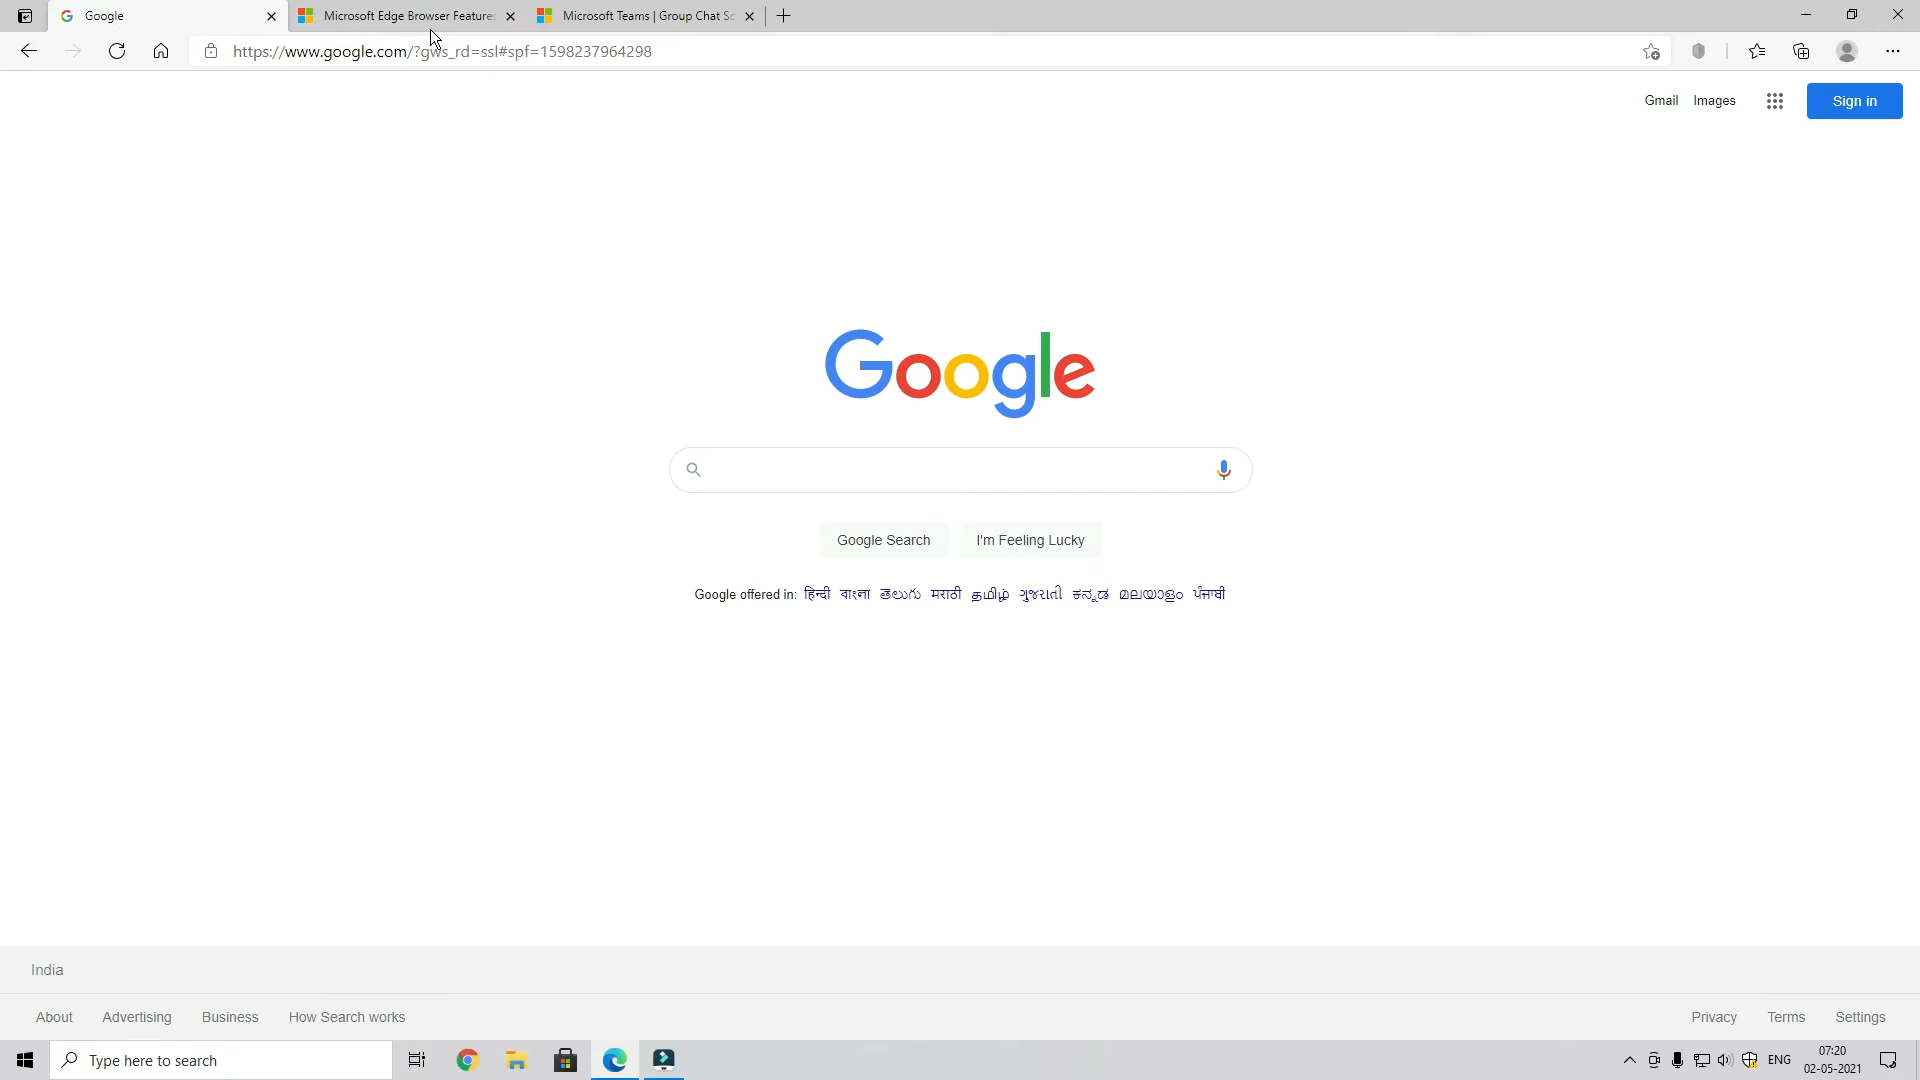 Google
Microsoft Edge Browser Features
Microsoft Teams | Group Chat So
https://www.google.com/?gws_rd=ssl#spf=1598237964298
Gmail Images
Sign in
Google
Google Search
I'm Feeling Lucky
Google offered in: हिन्दी বাংলা తెలుగు मराठी தமிழ் ગુજરાતી ಕನ್ನಡ മലയാളം ਪੰਜਾਬੀ
India
About Advertising Business How Search works
Privacy Terms Settings
Type here to search
ENG
07:20
02-05-2021